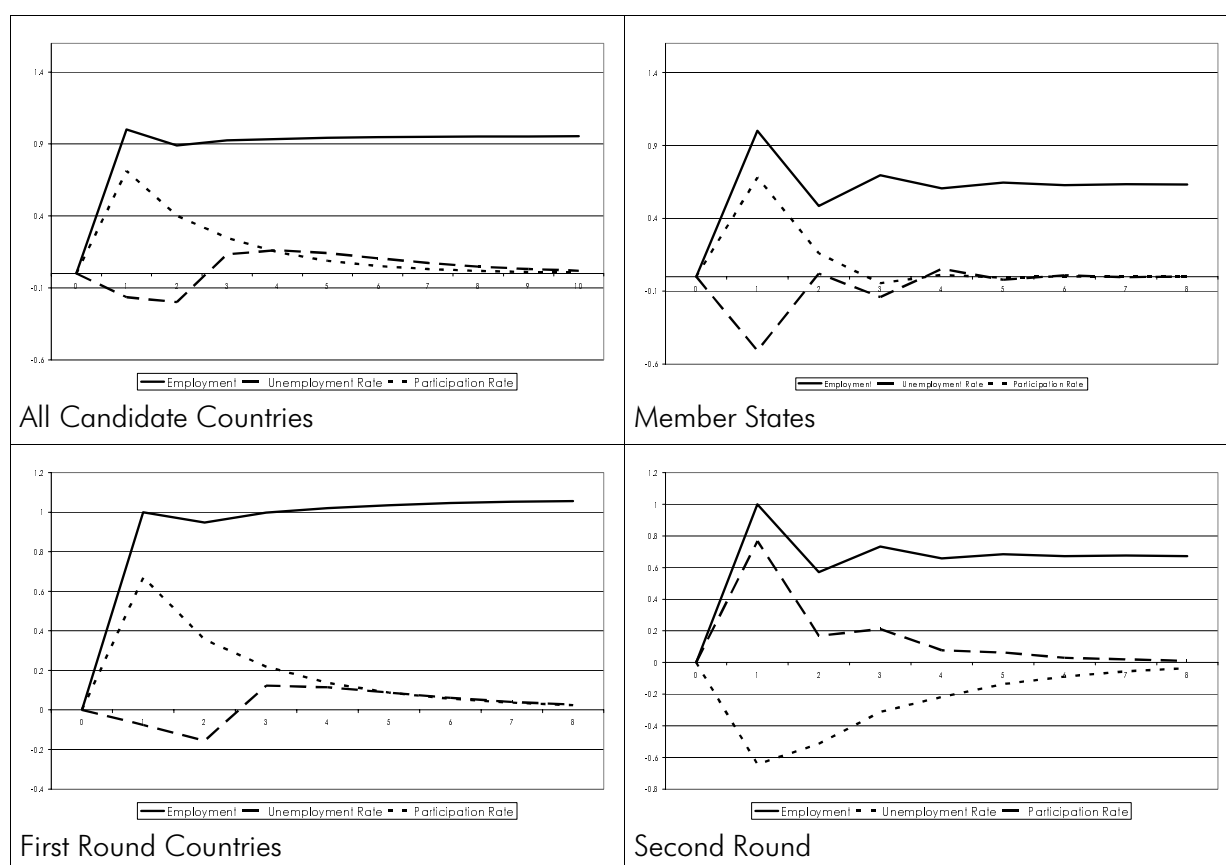 1.4
0.9
0.4
-0.1
-0.6
0 1 2 3 4 5 6 7 8 9 10
Employment Unemployment Rate Participation Rate
All Candidate Countries
1.4
0.9
0.4
-0.1
-0.6
0 1 2 3 4 5 6 7 8
Employment Unemployment Rate Participation Rate
Member States
1.2
1
0.8
0.6
0.4
0.2
0
-0.2
-0.4
0 1 2 3 4 5 6 7 8
Employment Unemployment Rate Participation Rate
First Round Countries
1.2
1
0.8
0.6
0.4
0.2
0
-0.2
-0.4
-0.6
-0.8
0 1 2 3 4 5 6 7 8
Employment Unemployment Rate Participation Rate
Second Round